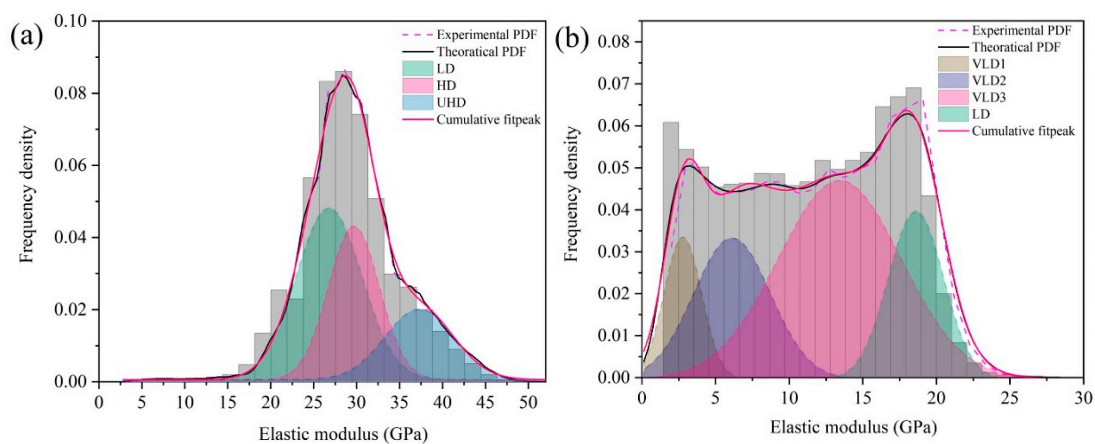 (a)
Experimental PDF
Theoratical PDF
LD
HD
UHD
Cumulative fitpeak
0.10
0.08
0.06
0.04
0.02
0.00
Frequency density
0 5 10 15 20 25 30 35 40 45 50
Elastic modulus (GPa)
(b)
Experimental PDF
Theoratical PDF
VLD1
VLD2
VLD3
LD
Cumulative fitpeak
0.08
0.07
0.06
0.05
0.04
0.03
0.02
0.01
0.00
Frequency density
0 5 10 15 20 25 30
Elastic modulus (GPa)